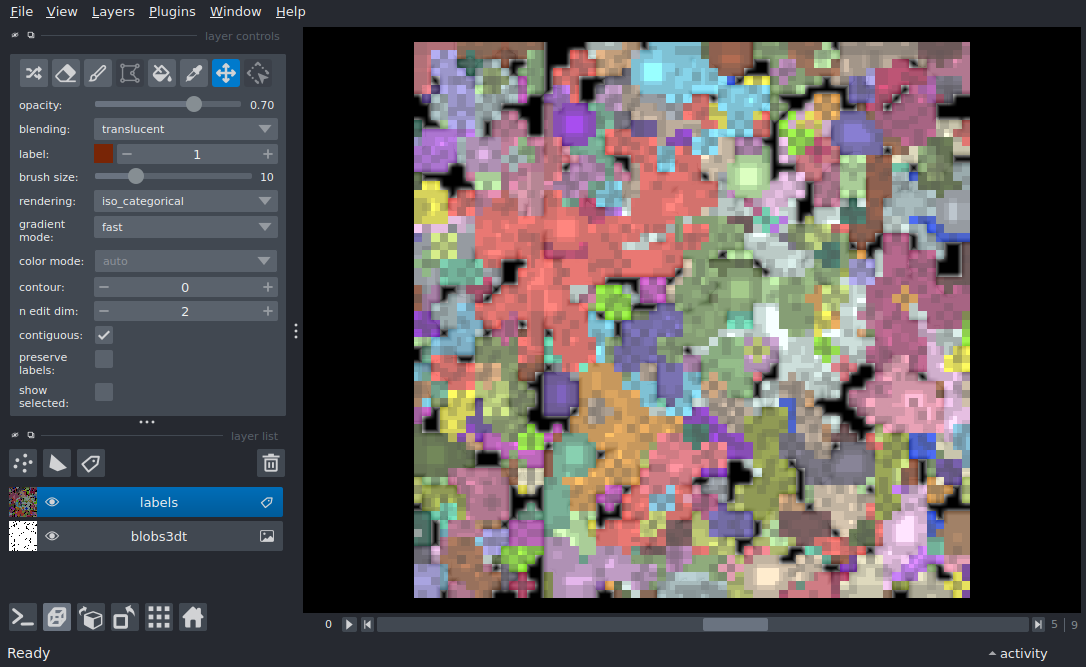 File View Layers Plugins Window Help
layer controls
opacity: 0.70
blending: translucent
label: 1
brush size: 10
rendering: iso_categorical
gradient
mode: fast
color mode: auto
contour: 0
n edit dim: 2
contiguous:
preserve
labels:
show
selected:
layer list
labels
blobs3dt
0 5 | 9
Ready activity